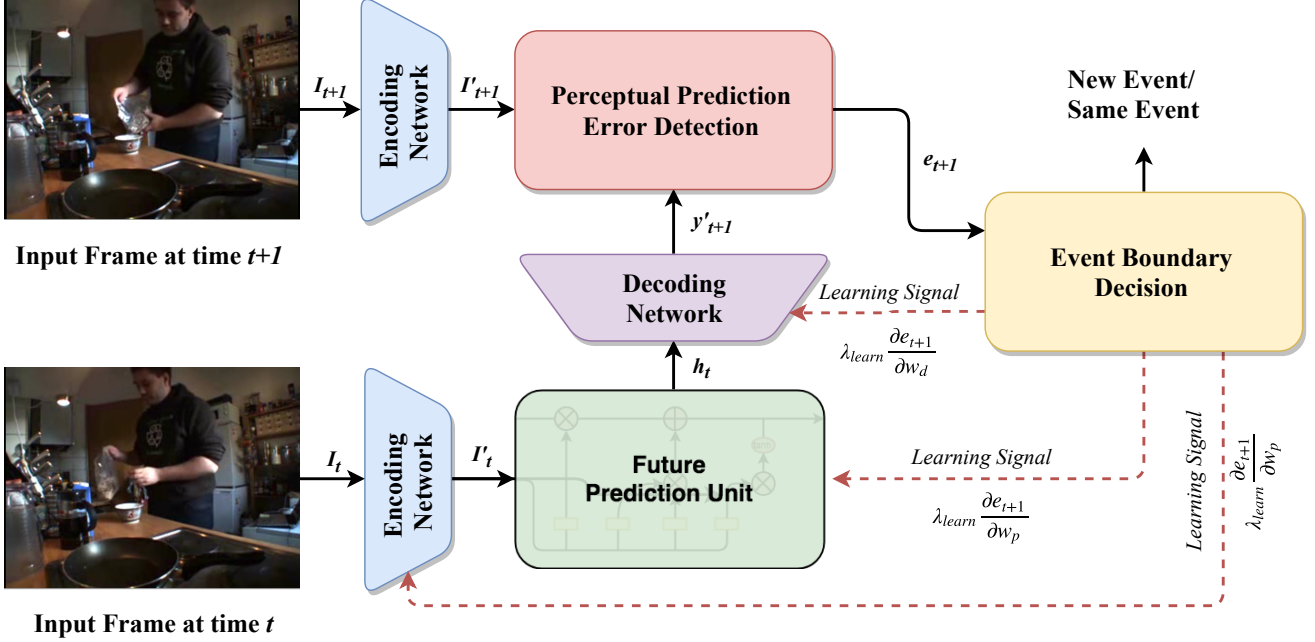 I_{t+1}
Encoding
Network
I'_{t+1}
Perceptual Prediction
Error Detection
e_{t+1}
New Event/
Same Event
Input Frame at time t+1
y'_{t+1}
Decoding
Network
Event Boundary
Decision
Learning Signal
λ_{learn} ∂e_{t+1}/∂w_d
h_t
I_t
Encoding
Network
I'_t
Future
Prediction Unit
tanh
Learning Signal
λ_{learn} ∂e_{t+1}/∂w_p
Learning Signal
λ_{learn} ∂e_{t+1}/∂w_p
Input Frame at time t